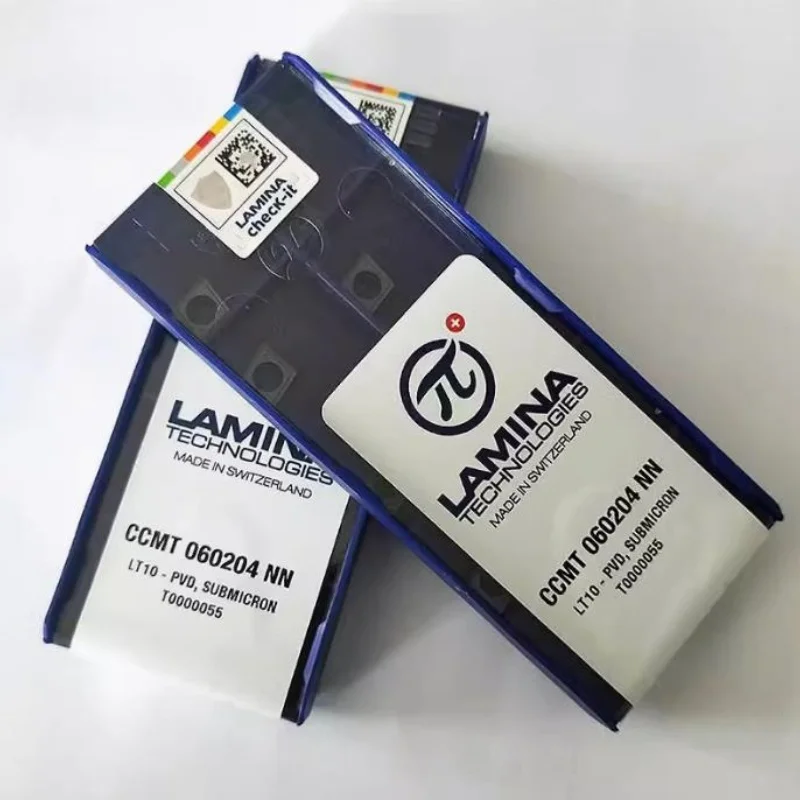 LAMINA
checK-it
π
LAMINA
TECHNOLOGIES
MADE IN SWITZERLAND
CCMT 060204 NN
LT10 - PVD, SUBMICRON
T0000055
LAMINA
TECHNOLOGIES
MADE IN SWITZERLAND
CCMT 060204 NN
LT10 - PVD, SUBMICRON
T0000055